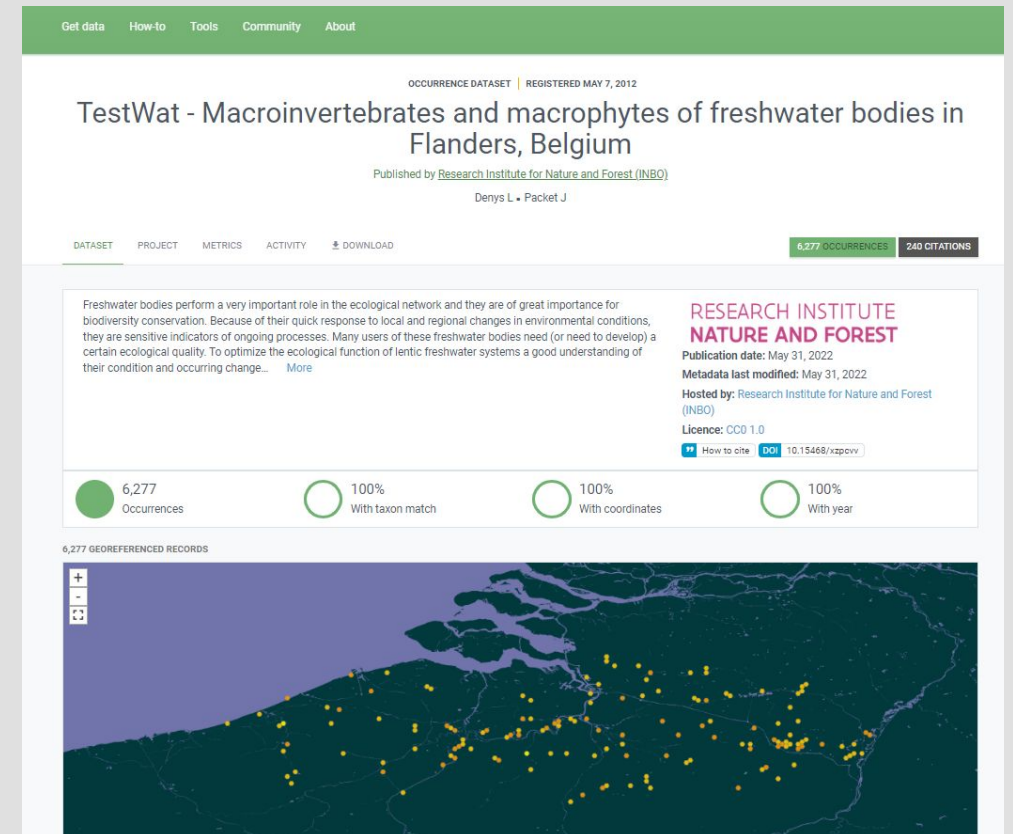 Get data How-to Tools Community About
OCCURRENCE DATASET | REGISTERED MAY 7, 2012
TestWat - Macroinvertebrates and macrophytes of freshwater bodies in
Flanders, Belgium
Published by Research Institute for Nature and Forest (INBO)
Denys L • Packet J
DATASET PROJECT METRICS ACTIVITY DOWNLOAD 6,277 OCCURRENCES 240 CITATIONS
Freshwater bodies perform a very important role in the ecological network and they are of great importance for
biodiversity conservation. Because of their quick response to local and regional changes in environmental conditions,
they are sensitive indicators of ongoing processes. Many users of these freshwater bodies need (or need to develop) a
certain ecological quality. To optimize the ecological function of lentic freshwater systems a good understanding of
their condition and occurring change… More
RESEARCH INSTITUTE
NATURE AND FOREST
Publication date: May 31, 2022
Metadata last modified: May 31, 2022
Hosted by: Research Institute for Nature and Forest
(INBO)
Licence: CC0 1.0
How to cite DOI 10.15468/xzpcvv
6,277
Occurrences
100%
With taxon match
100%
With coordinates
100%
With year
6,277 GEOREFERENCED RECORDS
+
-